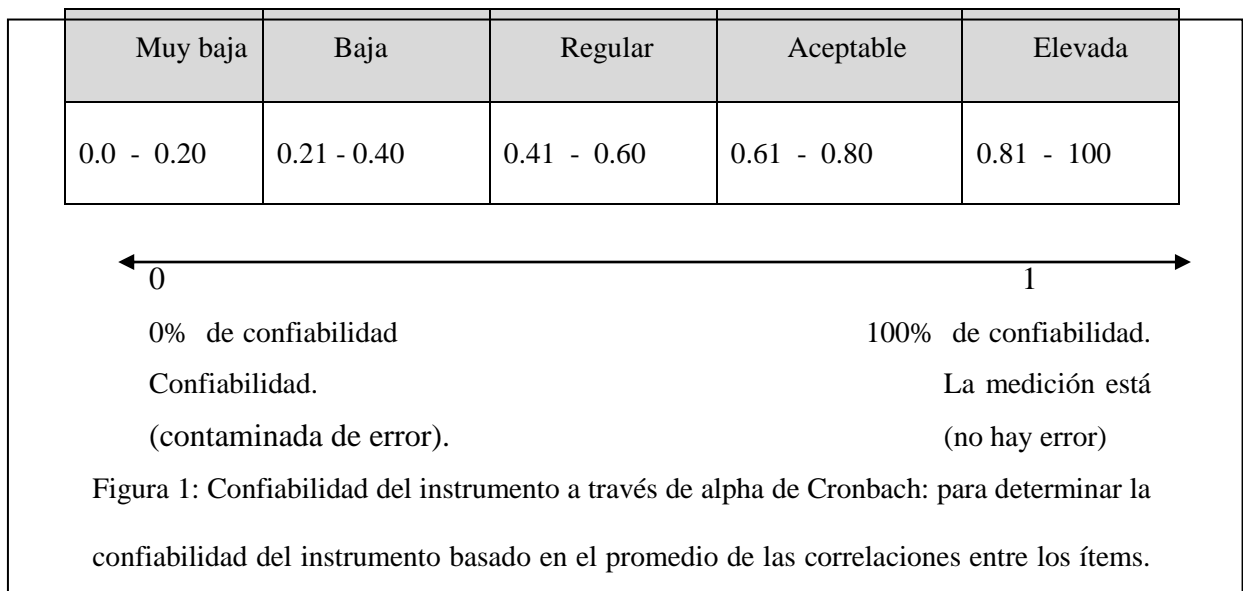 Muy baja Baja Regular Aceptable Elevada
0.0 - 0.20 0.21 - 0.40 0.41 - 0.60 0.61 - 0.80 0.81 - 100
0 1
0% de confiabilidad 100% de confiabilidad.
Confiabilidad. La medición está
(contaminada de error). (no hay error)
Figura 1: Confiabilidad del instrumento a través de alpha de Cronbach: para determinar la
confiabilidad del instrumento basado en el promedio de las correlaciones entre los ítems.